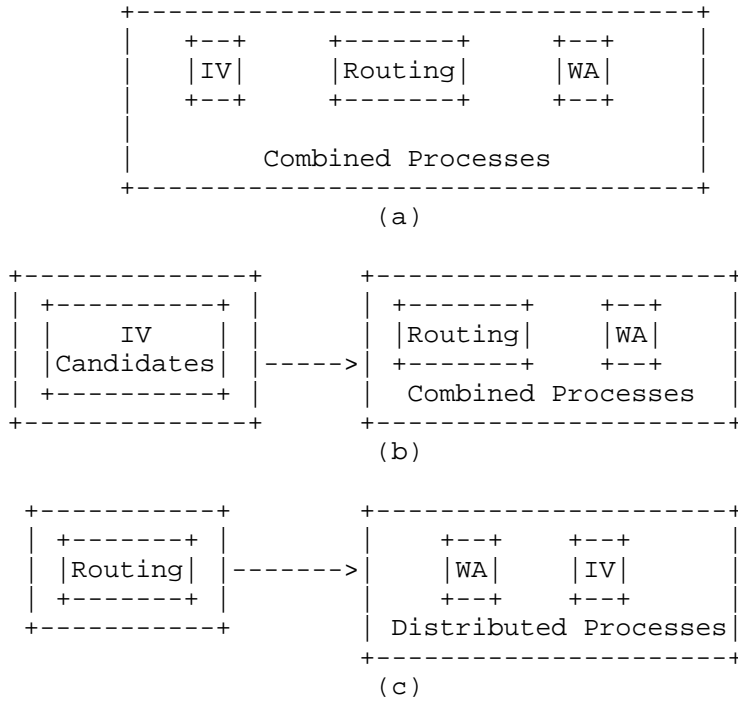 IV Routing WA
Combined Processes
(a)
IV
Candidates
Routing WA
Combined Processes
(b)
Routing
WA IV
Distributed Processes
(c)